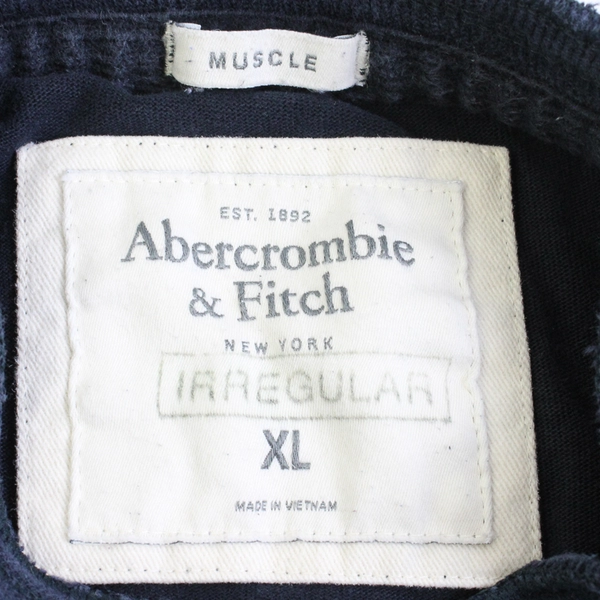 MUSCLE
EST. 1892
Abercrombie
& Fitch
NEW YORK
IRREGULAR
XL
MADE IN VIETNAM